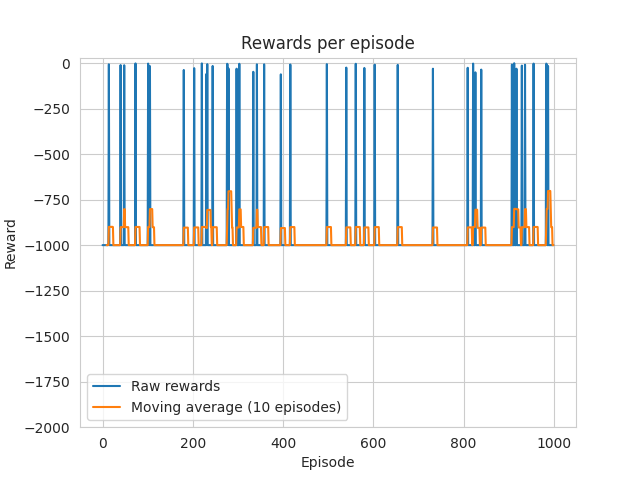 Rewards per episode
0
−250
−500
−750
−1000
−1250
−1500
−1750
−2000
Reward
Raw rewards
Moving average (10 episodes)
0 200 400 600 800 1000
Episode